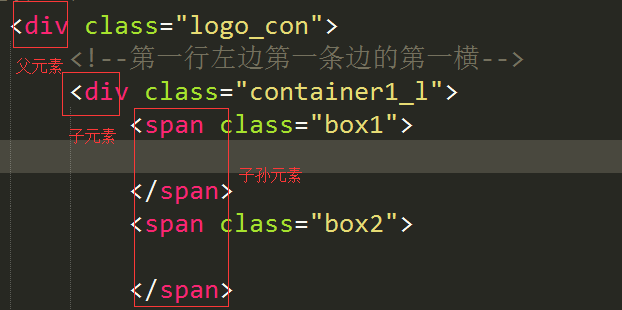 <div class="logo_con">
父元素
<!--第一行左边第一条边的第一横-->
<div class="container1_l">
子元素
<span class="box1">
子孙元素
</span>
<span class="box2">
</span>